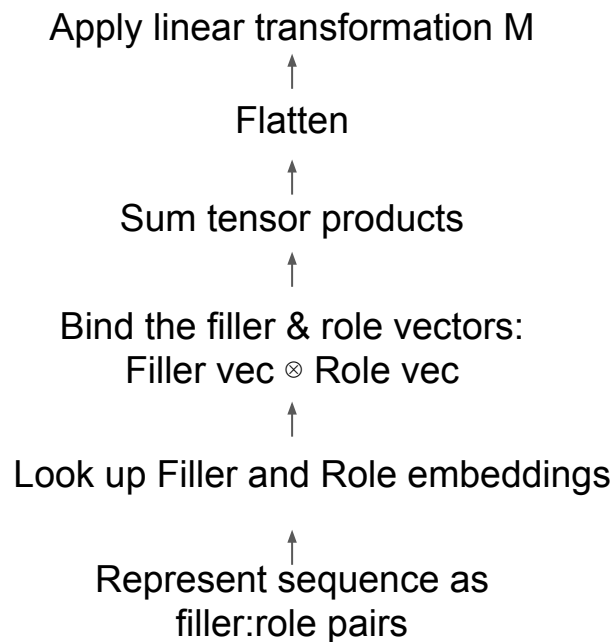 Apply linear transformation M
Flatten
Sum tensor products
Bind the filler & role vectors:
Filler vec ⊗ Role vec
Look up Filler and Role embeddings
Represent sequence as
filler:role pairs